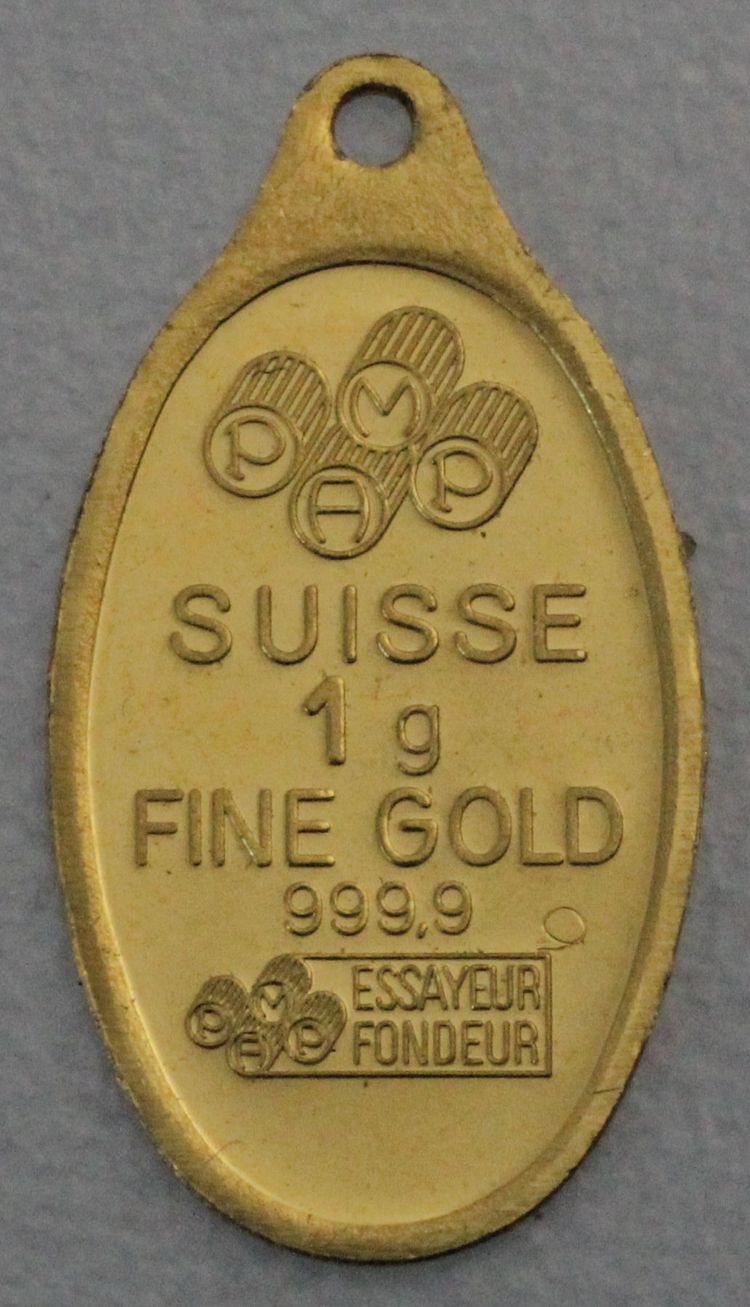 PAMP
SUISSE
1 g
FINE GOLD
999,9
PAMP ESSAYEUR
FONDEUR